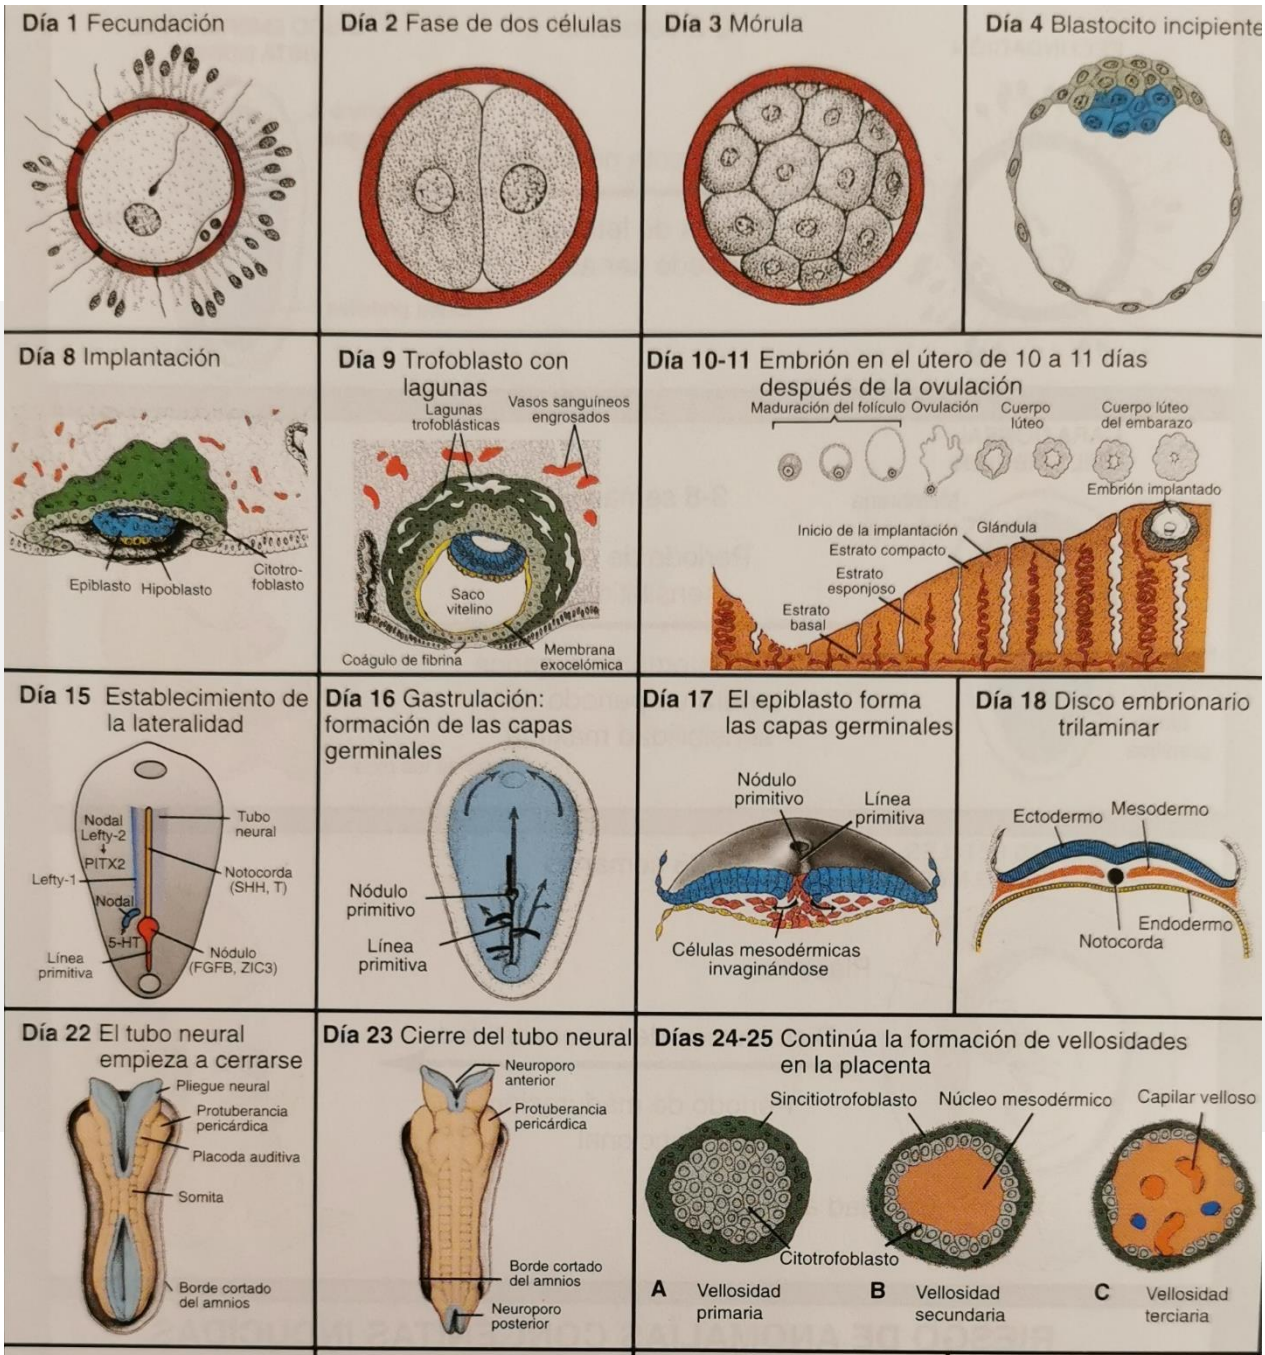 Día 1 Fecundación
Día 2 Fase de dos células
Día 3 Mórula
Día 4 Blastocito incipiente
Día 8 Implantación
Epiblasto Hipoblasto
Citotro-
foblasto
Día 9 Trofoblasto con
lagunas
Lagunas
trofoblásticas
Vasos sanguíneos
engrosados
Saco
vitelino
Coágulo de fibrina
Membrana
exocelómica
Día 10-11 Embrión en el útero de 10 a 11 días
después de la ovulación
Maduración del folículo
Ovulación
Cuerpo
lúteo
Cuerpo lúteo
del embarazo
Embrión implantado
Inicio de la implantación
Glándula
Estrato compacto
Estrato
esponjoso
Estrato
basal
Día 15 Establecimiento de
la lateralidad
Nodal
Lefty-2
PITX2
Lefty-1
Nodal
5-HT
Línea
primitiva
Tubo
neural
Notocorda
(SHH, T)
Nódulo
(FGFB, ZIC3)
Día 16 Gastrulación:
formación de las capas
germinales
Nódulo
primitivo
Línea
primitiva
Día 17 El epiblasto forma
las capas germinales
Nódulo
primitivo
Línea
primitiva
Células mesodérmicas
invaginándose
Día 18 Disco embrionario
trilaminar
Ectodermo
Mesodermo
Endodermo
Notocorda
Día 22 El tubo neural
empieza a cerrarse
Pliegue neural
Protuberancia
pericárdica
Placoda auditiva
Somita
Borde cortado
del amnios
Día 23 Cierre del tubo neural
Neuroporo
anterior
Protuberancia
pericárdica
Borde cortado
del amnios
Neuroporo
posterior
Días 24-25 Continúa la formación de vellosidades
en la placenta
Sincitiotrofoblasto
Núcleo mesodérmico
Capilar velloso
Citotrofoblasto
A Vellosidad
primaria
B Vellosidad
secundaria
C Vellosidad
terciaria